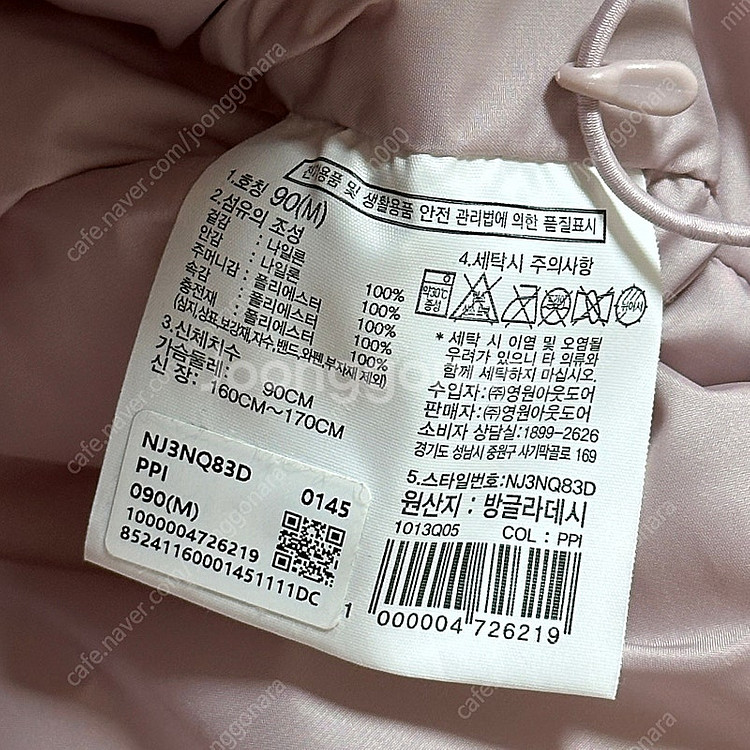 전기용품 및 생활용품 안전 관리법에 의한 품질표시
1.호칭 90(M)
2.섬유의 조성
겉감 : 나일론 100%
안감 : 나일론 100%
주머니감 : 폴리에스터 100%
속감 : 폴리에스터 100%
충전재 : 폴리에스터 100%
(심지,상표,보강재,자수,밴드,와펜,부자재 제외)
3.신체치수
가슴둘레: 90CM
신 장: 160CM~170CM
4.세탁시 주의사항
약30℃
중성
* 세탁 시 이염 및 오염될
우려가 있으니 타 의류와
함께 세탁하지 마십시오.
수입자:(주)영원아웃도어
판매자:(주)영원아웃도어
소비자 상담실:1899-2626
경기도 성남시 중원구 사기막골로 169
5.스타일번호:NJ3NQ83D
원산지 : 방글라데시
1013Q05 COL : PPI
1 000004 726219
NJ3NQ83D
PPI 0145
090(M)
1000004726219
85241160001451111DC
cafe.naver.com/joonggonara
joonggonara